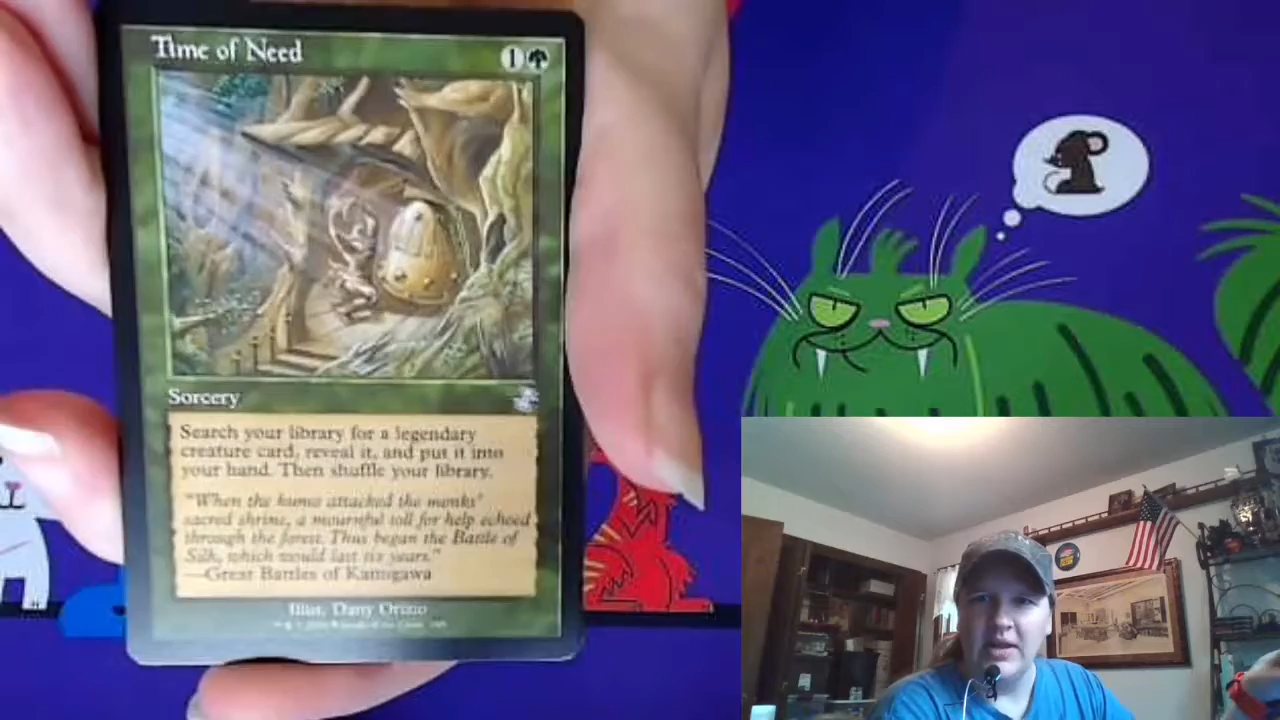 Time of Need
1
Sorcery
Search your library for a legendary
creature card, reveal it, and put it into
your hand. Then shuffle your library.
"When the kumo attacked the monks'
sacred shrine, a mournful toll for help echoed
through the forest. Thus began the Battle of
Silk, which would last six years."
—Great Battles of Kamigawa
Illus. Dany Orizio